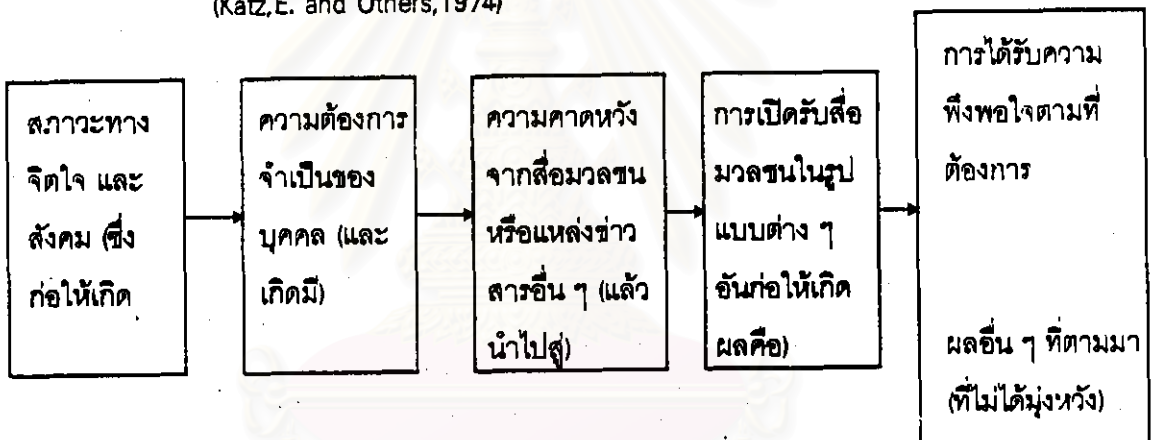 (Katz,E. and Others,1974)
สภาวะทาง
จิตใจ และ
สังคม (ซึ่ง
ก่อให้เกิด
ความต้องการ
จำเป็นของ
บุคคล (และ
เกิดมี)
ความคาดหวัง
จากสื่อมวลชน
หรือแหล่งข่าว
สารอื่น ๆ (แล้ว
นำไปสู่)
การเปิดรับสื่อ
มวลชนในรูป
แบบต่าง ๆ
อันก่อให้เกิด
ผลคือ)
การได้รับความ
พึงพอใจตามที่
ต้องการ
ผลอื่น ๆ ที่ตามมา
(ที่ไม่ได้มุ่งหวัง)